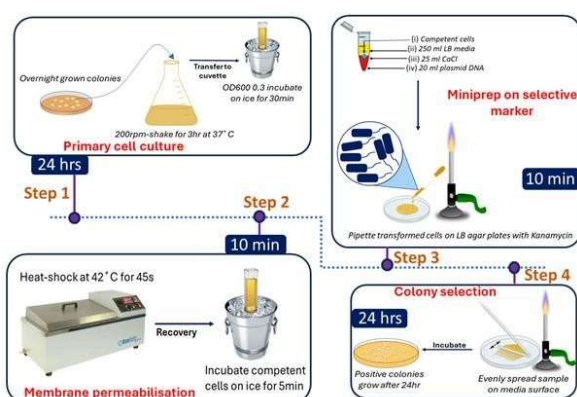 Overnight grown colonies
Transfer to
cuvette
OD600 0.3 incubate
on ice for 30min
200rpm-shake for 3hr at 37° C
Primary cell culture
24 hrs
Step 1
Step 2
10 min
Heat-shock at 42°C for 45s
Recovery
Incubate competent
cells on ice for 5min
Membrane permeabilisation
(i) Competent cells
(ii) 250 ml LB media
(iii) 25 ml CaCl
(iv) 20 ml plasmid DNA
Miniprep on selective
marker
10 min
Pipette transformed cells on LB agar plates with Kanamycin
Step 3
Step 4
Colony selection
24 hrs
Incubate
Positive colonies
grow after 24hr
Evenly spread sample
on media surface